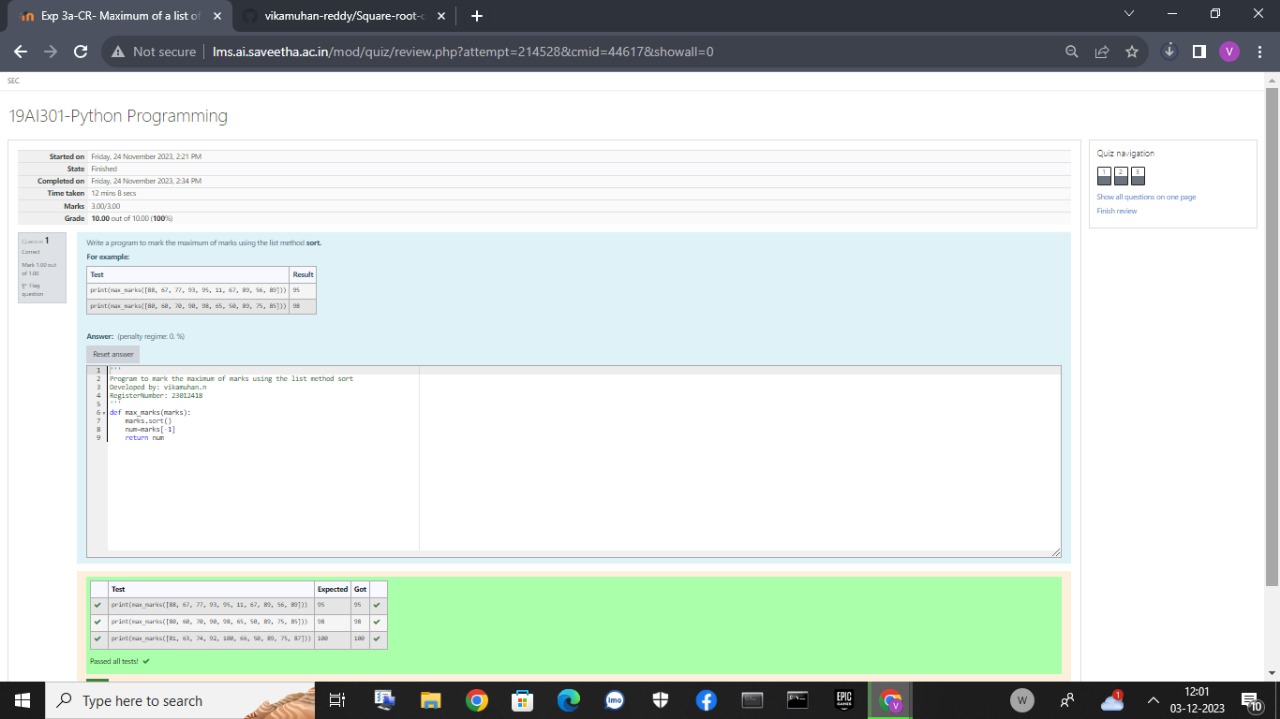 Exp 3a-CR- Maximum of a list of
vikamuhan-reddy/Square-root-c
Not secure | lms.ai.saveetha.ac.in/mod/quiz/review.php?attempt=214528&cmid=44617&showall=0
V
SEC
19AI301-Python Programming
Started on Friday, 24 November 2023, 2:21 PM
State Finished
Completed on Friday, 24 November 2023, 2:34 PM
Time taken 12 mins 8 secs
Marks 3.00/3.00
Grade 10.00 out of 10.00 (100%)
Quiz navigation
1 2 3
Show all questions on one page
Finish review
Question 1
Correct
Mark 1.00 out
of 1.00
Flag
question
Write a program to mark the maximum of marks using the list method sort.
For example:
Test Result
print(max_marks([88, 67, 77, 93, 95, 11, 67, 89, 56, 89])) 95
print(max_marks([80, 60, 70, 90, 98, 65, 50, 89, 75, 85])) 98
Answer: (penalty regime: 0, %)
Reset answer
1 '''
2 Program to mark the maximum of marks using the list method sort
3 Developed by: vikamuhan.n
4 RegisterNumber: 23012418
5 '''
6 def max_marks(marks):
7 marks.sort()
8 num=marks[-1]
9 return num
Test Expected Got
print(max_marks([88, 67, 77, 93, 95, 11, 67, 89, 56, 89])) 95 95
print(max_marks([80, 60, 70, 90, 98, 65, 50, 89, 75, 85])) 98 98
print(max_marks([81, 63, 74, 92, 100, 66, 50, 89, 75, 87])) 100 100
Passed all tests!
Type here to search
imo
EPIC
GAMES
V
W
1
12:01
03-12-2023
10